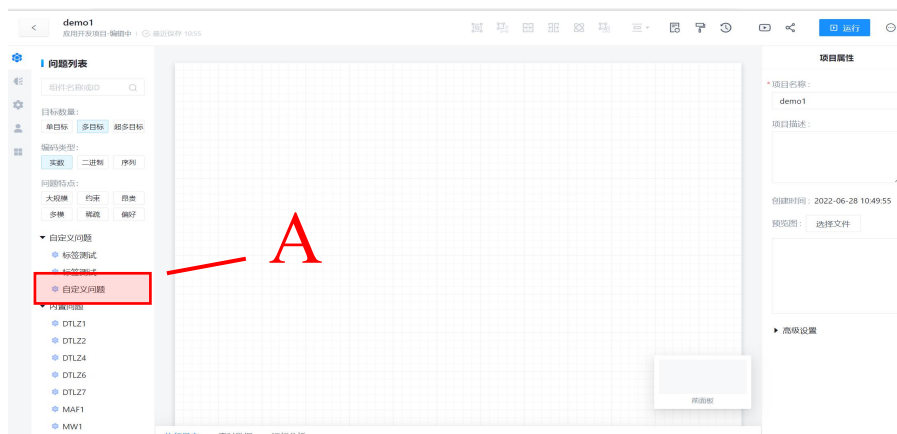 demo1
应用开发项目·编辑中 | 最近保存 10:55
运行
问题列表
组件名称或ID
目标数量:
单目标 多目标 超多目标
编码类型:
实数 二进制 序列
问题特点:
大规模 约束 昂贵
多模 稀疏 偏好
自定义问题
标签测试
标签测试
自定义问题
内置问题
DTLZ1
DTLZ2
DTLZ4
DTLZ6
DTLZ7
MAF1
MW1
A
缩面板
项目属性
*项目名称:
demo1
项目描述:
创建时间: 2022-06-28 10:49:55
预览图: 选择文件
高级设置